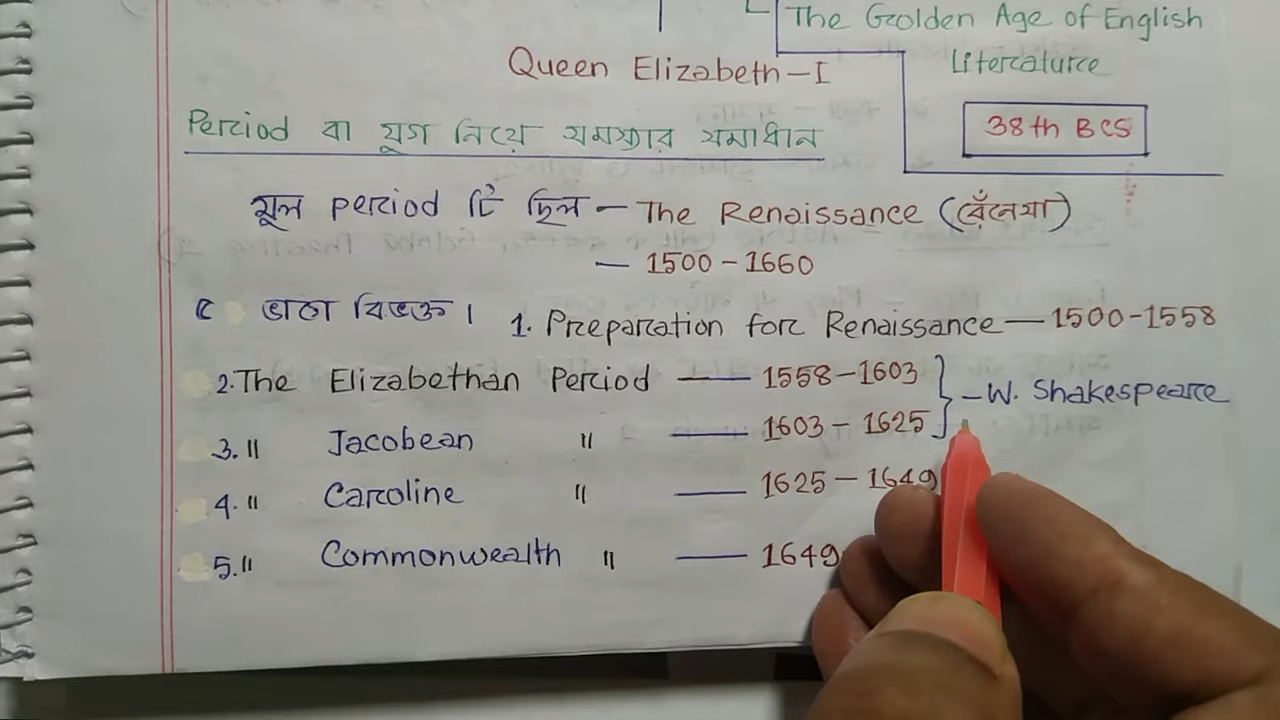 The Golden Age of English
Literature
Queen Elizabeth-I
38th BCS
Period বা যুগ নিয়ে সমস্যার সমাধান
মূল period টি ছিল - The Renaissance (রেঁনেসা)
- 1500 - 1660
৫ ভাগে বিভক্ত।
1. Preparation for Renaissance - 1500-1558
2. The Elizabethan Period - 1558-1603
- W. Shakespeare
3. " Jacobean " - 1603 - 1625
4. " Caroline " - 1625 - 1649
5. " Commonwealth " - 1649